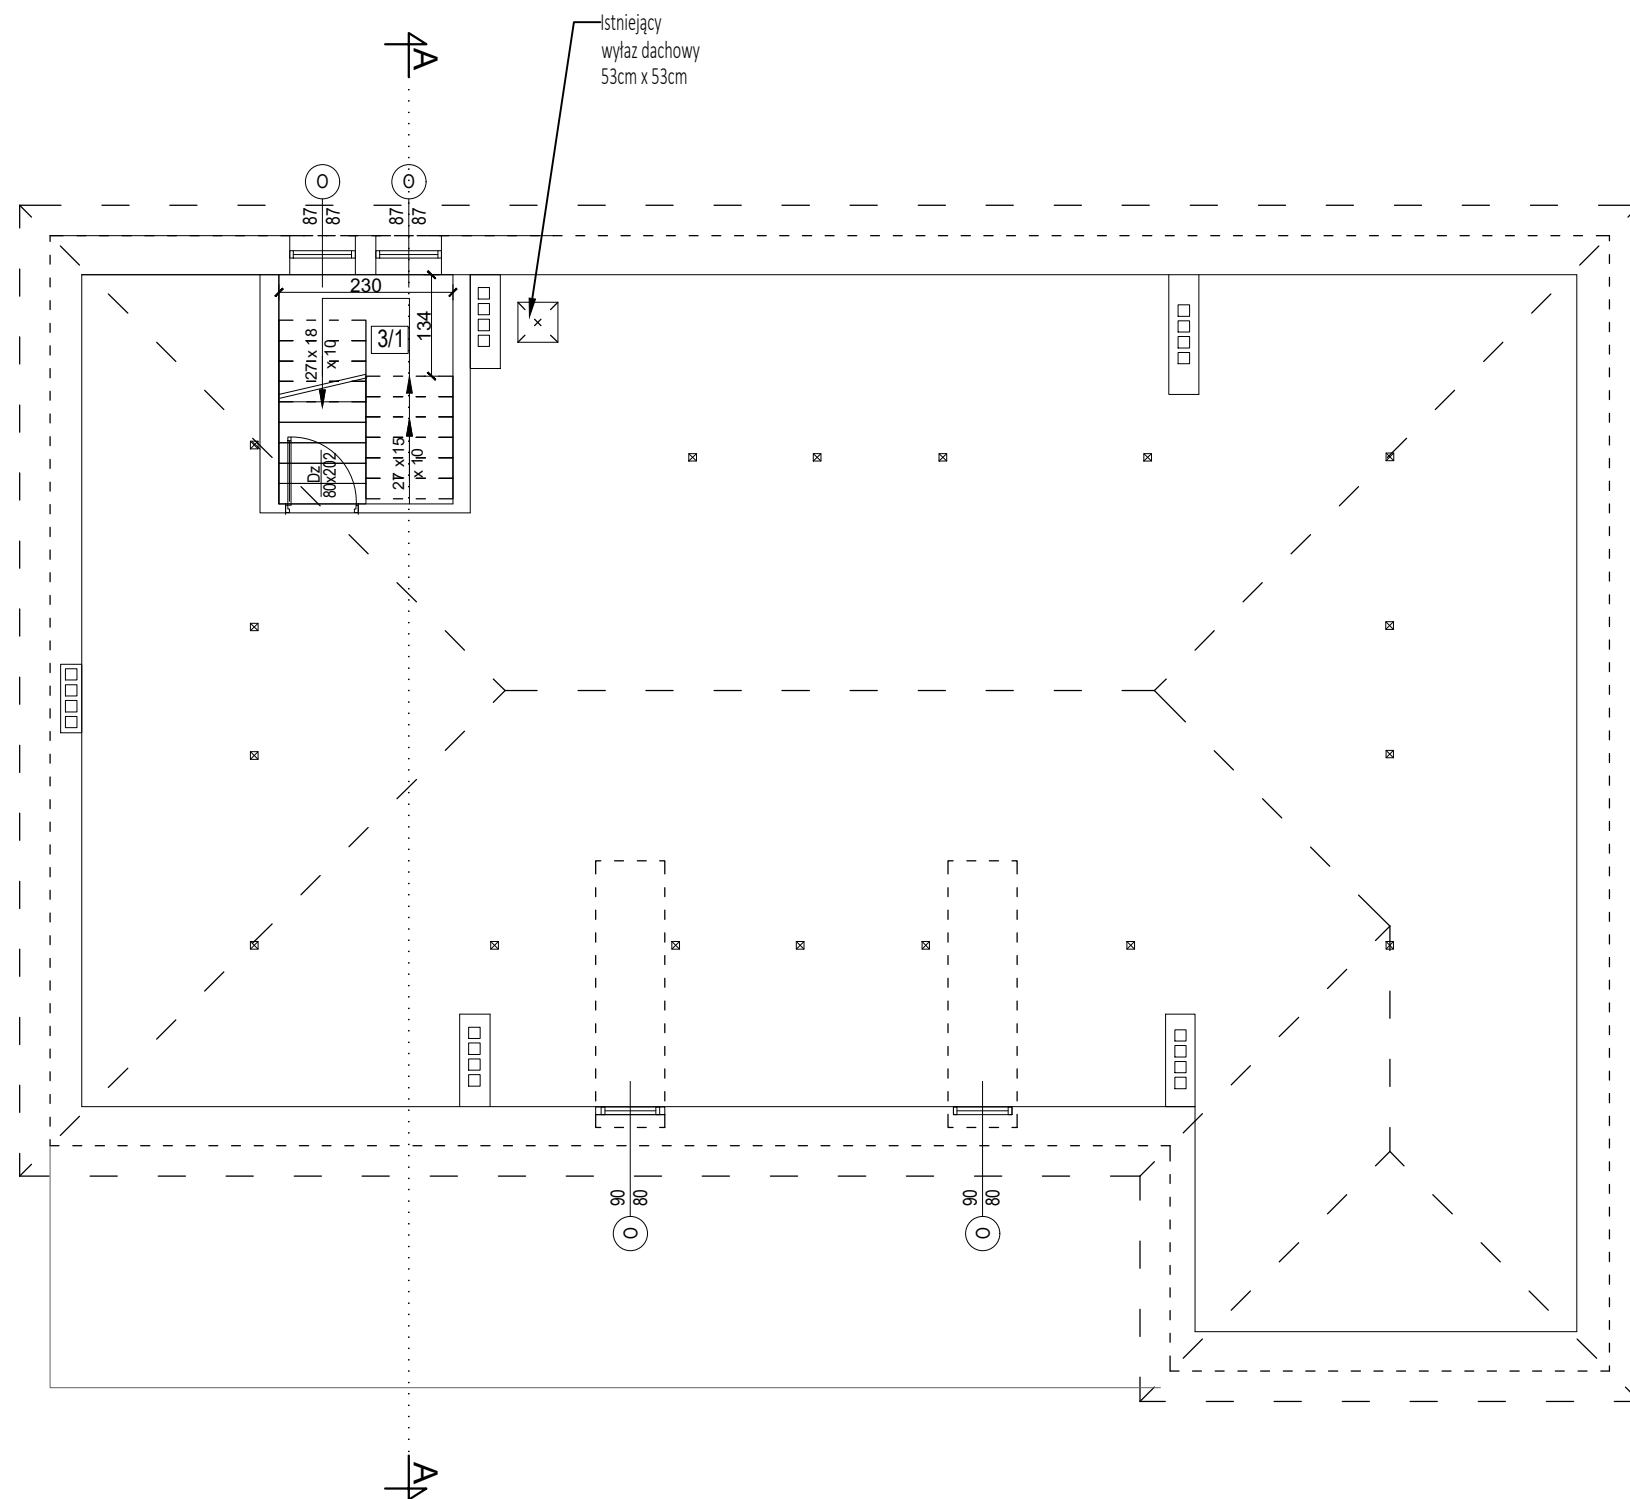 Istniejący
wyłaz dachowy
53cm x 53cm
A
O
O
87
87
87
87
230
134
3/1
27 x 18
x 10
27 x 15
x 10
Dz
80x202
90
80
90
80
O
O
A